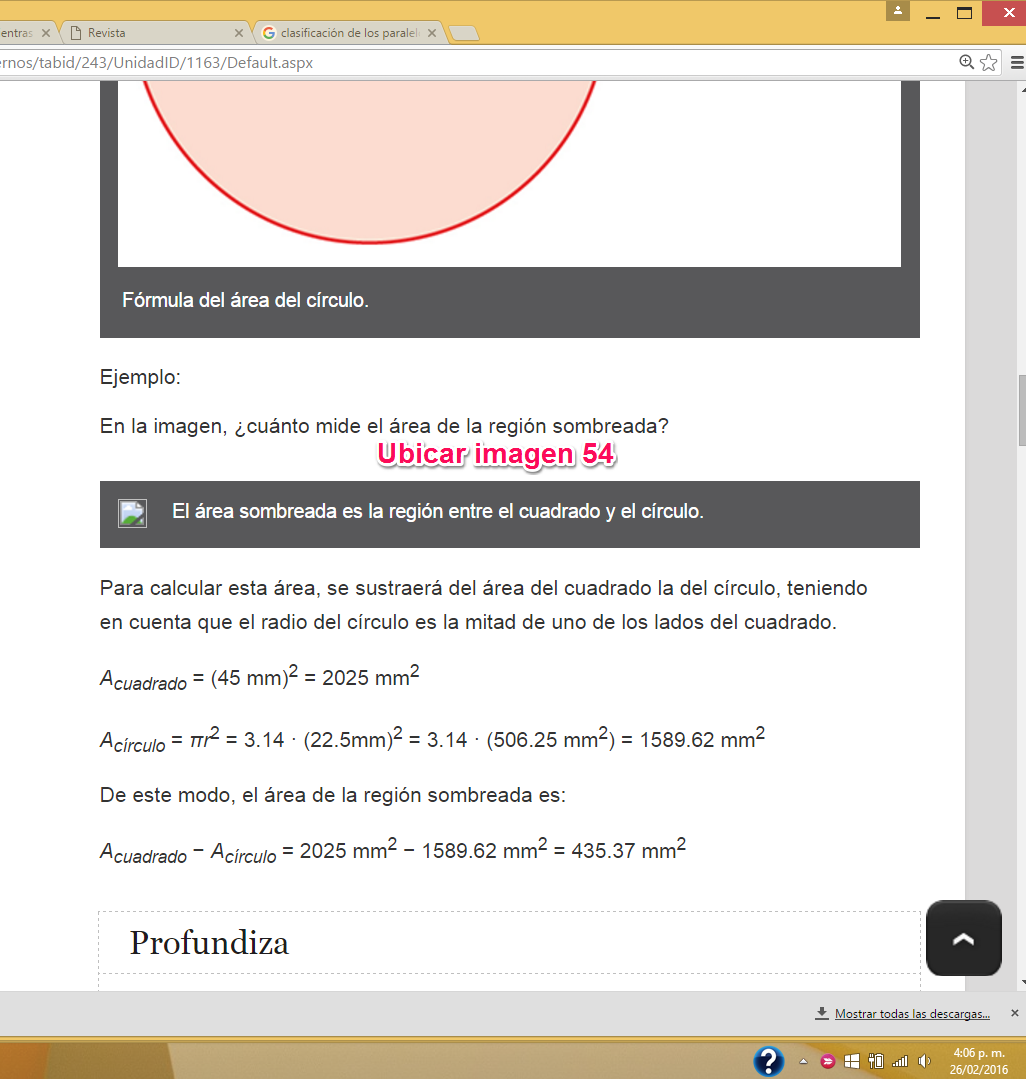 entras
Revista
clasificación de los paralel
ernos/tabid/243/UnidadID/1163/Default.aspx
Fórmula del área del círculo.
Ejemplo:
En la imagen, ¿cuánto mide el área de la región sombreada?
Ubicar imagen 54
El área sombreada es la región entre el cuadrado y el círculo.
Para calcular esta área, se sustraerá del área del cuadrado la del círculo, teniendo
en cuenta que el radio del círculo es la mitad de uno de los lados del cuadrado.
A_cuadrado = (45 mm)² = 2025 mm²
A_círculo = πr² = 3.14 · (22.5mm)² = 3.14 · (506.25 mm²) = 1589.62 mm²
De este modo, el área de la región sombreada es:
A_cuadrado − A_círculo = 2025 mm² − 1589.62 mm² = 435.37 mm²
Profundiza
Mostrar todas las descargas...
4:06 p. m.
26/02/2016